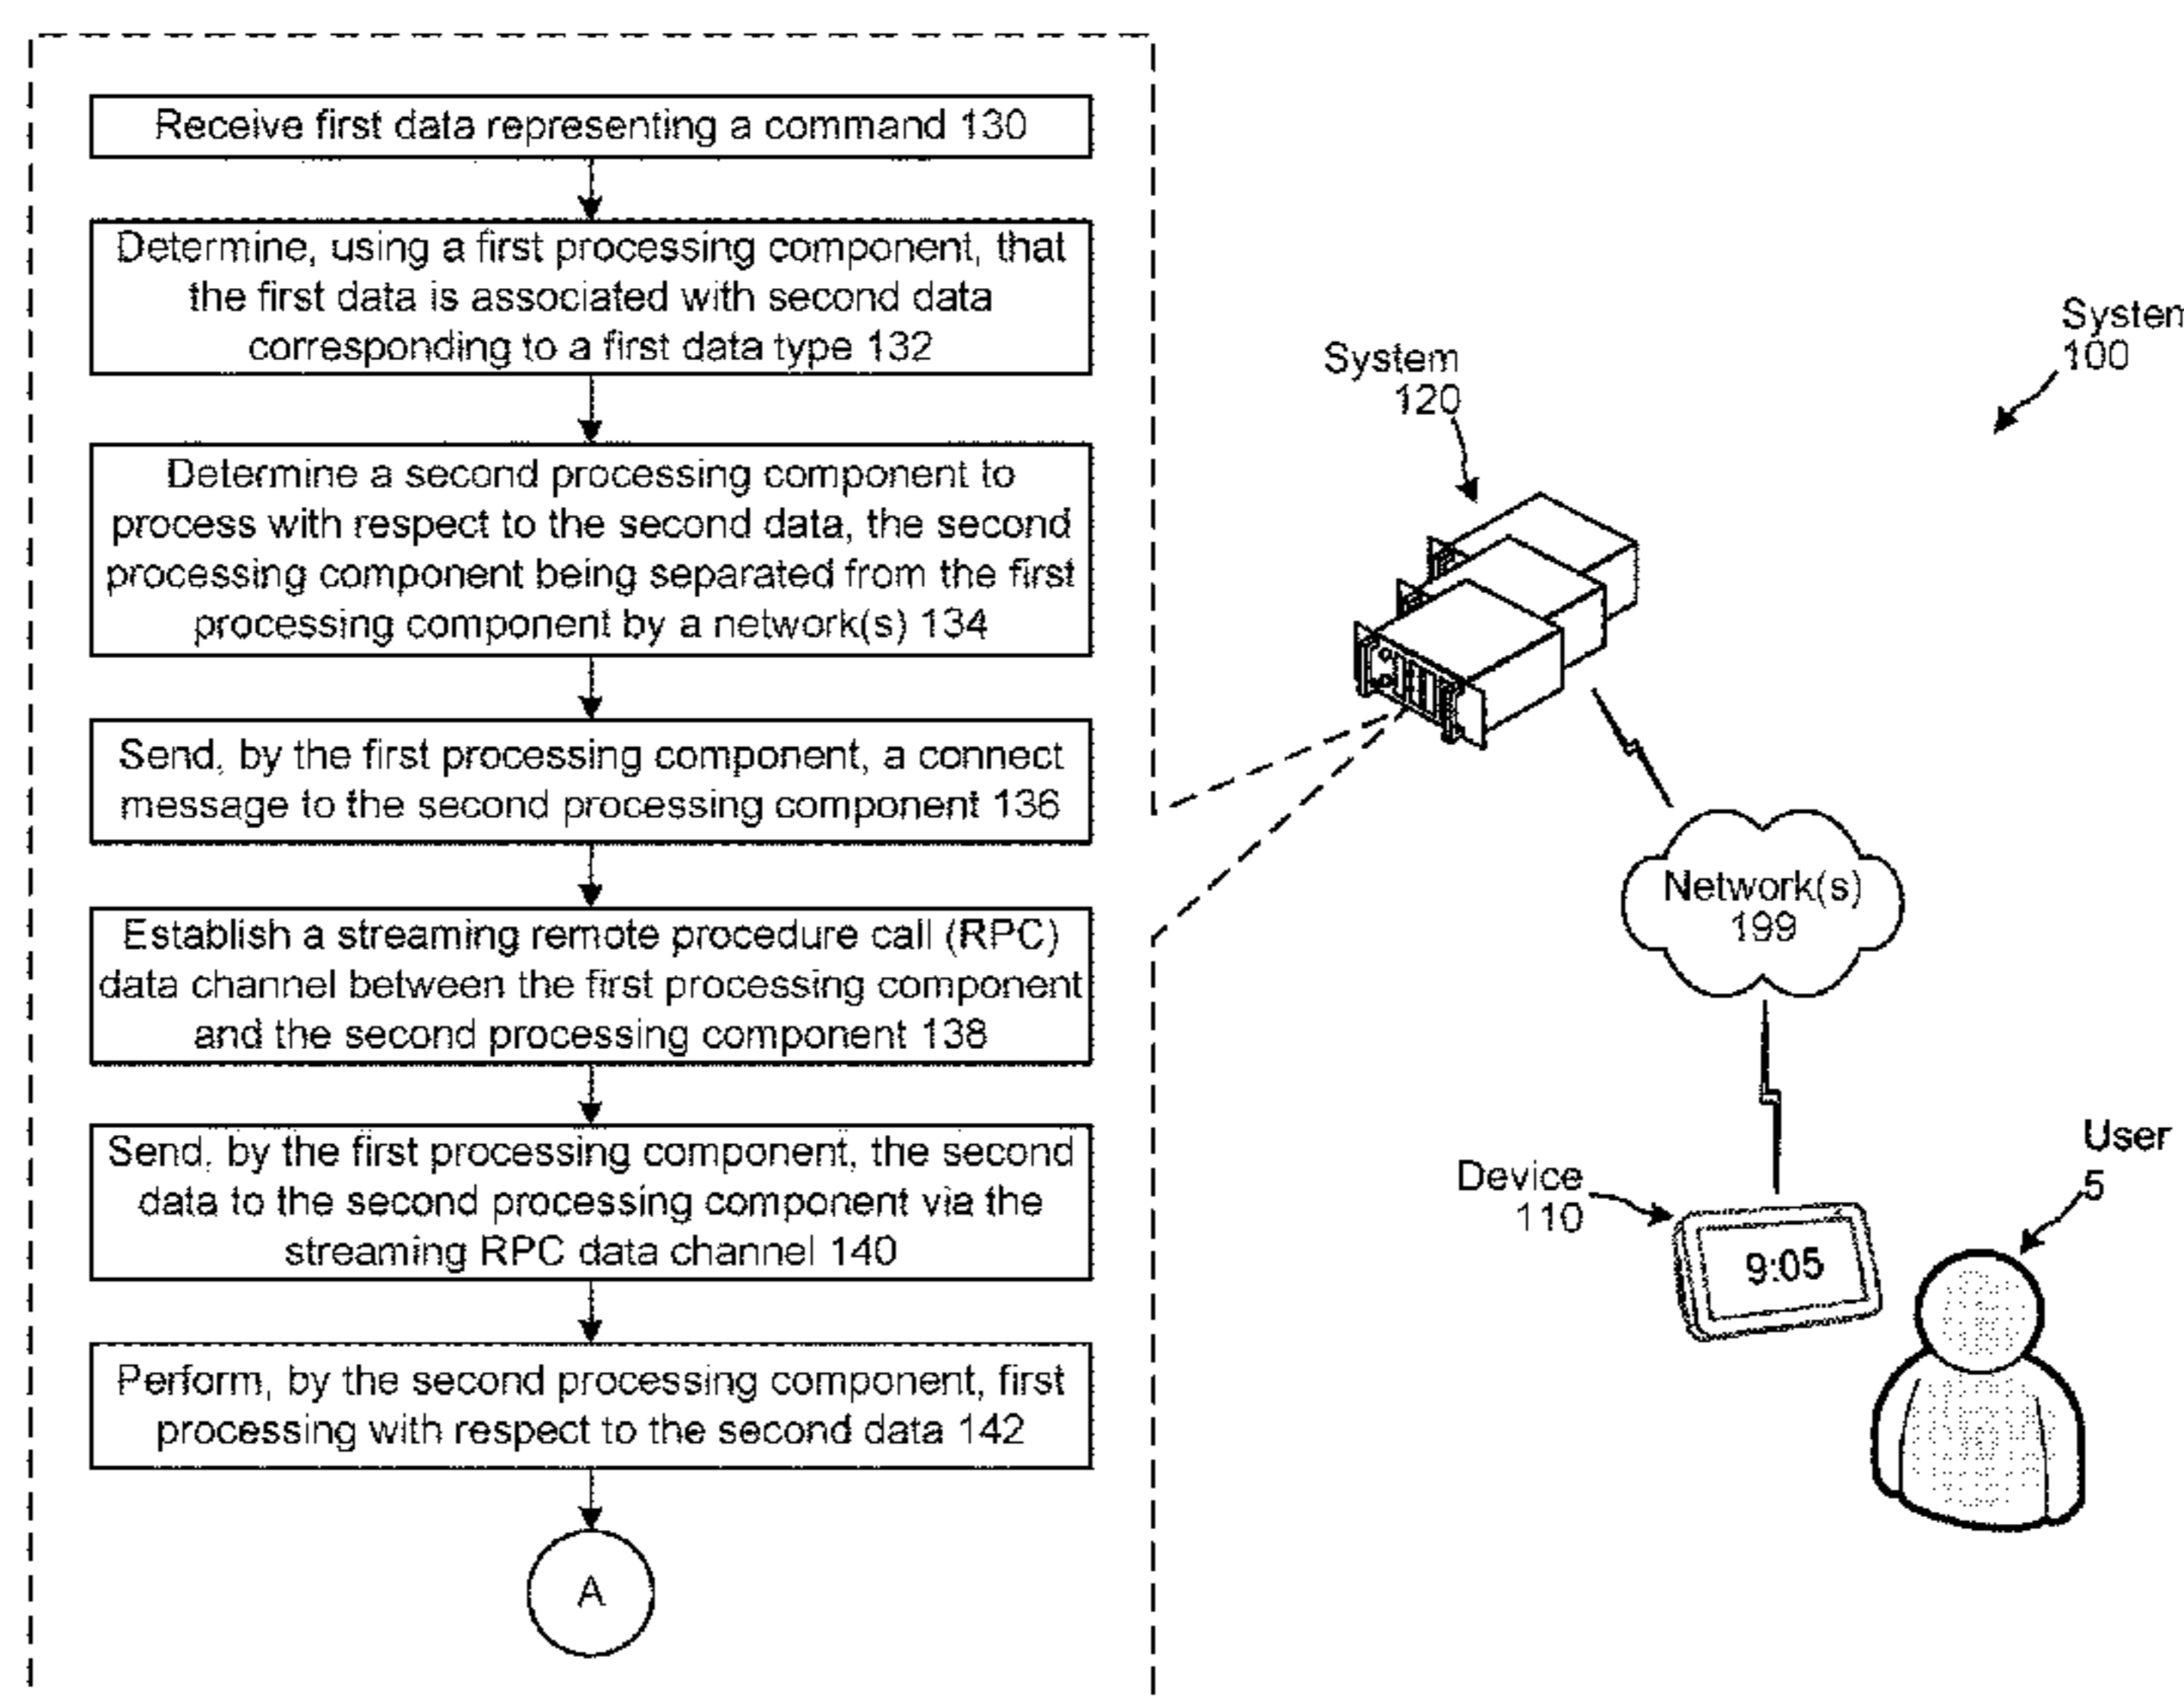 Receive first data representing a command 130
Determine, using a first processing component, that
the first data is associated with second data
corresponding to a first data type 132
Determine a second processing component to
process with respect to the second data, the second
processing component being separated from the first
processing component by a network(s) 134
Send, by the first processing component, a connect
message to the second processing component 136
Establish a streaming remote procedure call (RPC)
data channel between the first processing component
and the second processing component 138
Send, by the first processing component, the second
data to the second processing component via the
streaming RPC data channel 140
Perform, by the second processing component, first
processing with respect to the second data 142
A
System
100
System
120
Network(s)
199
Device
110
9:05
User
5